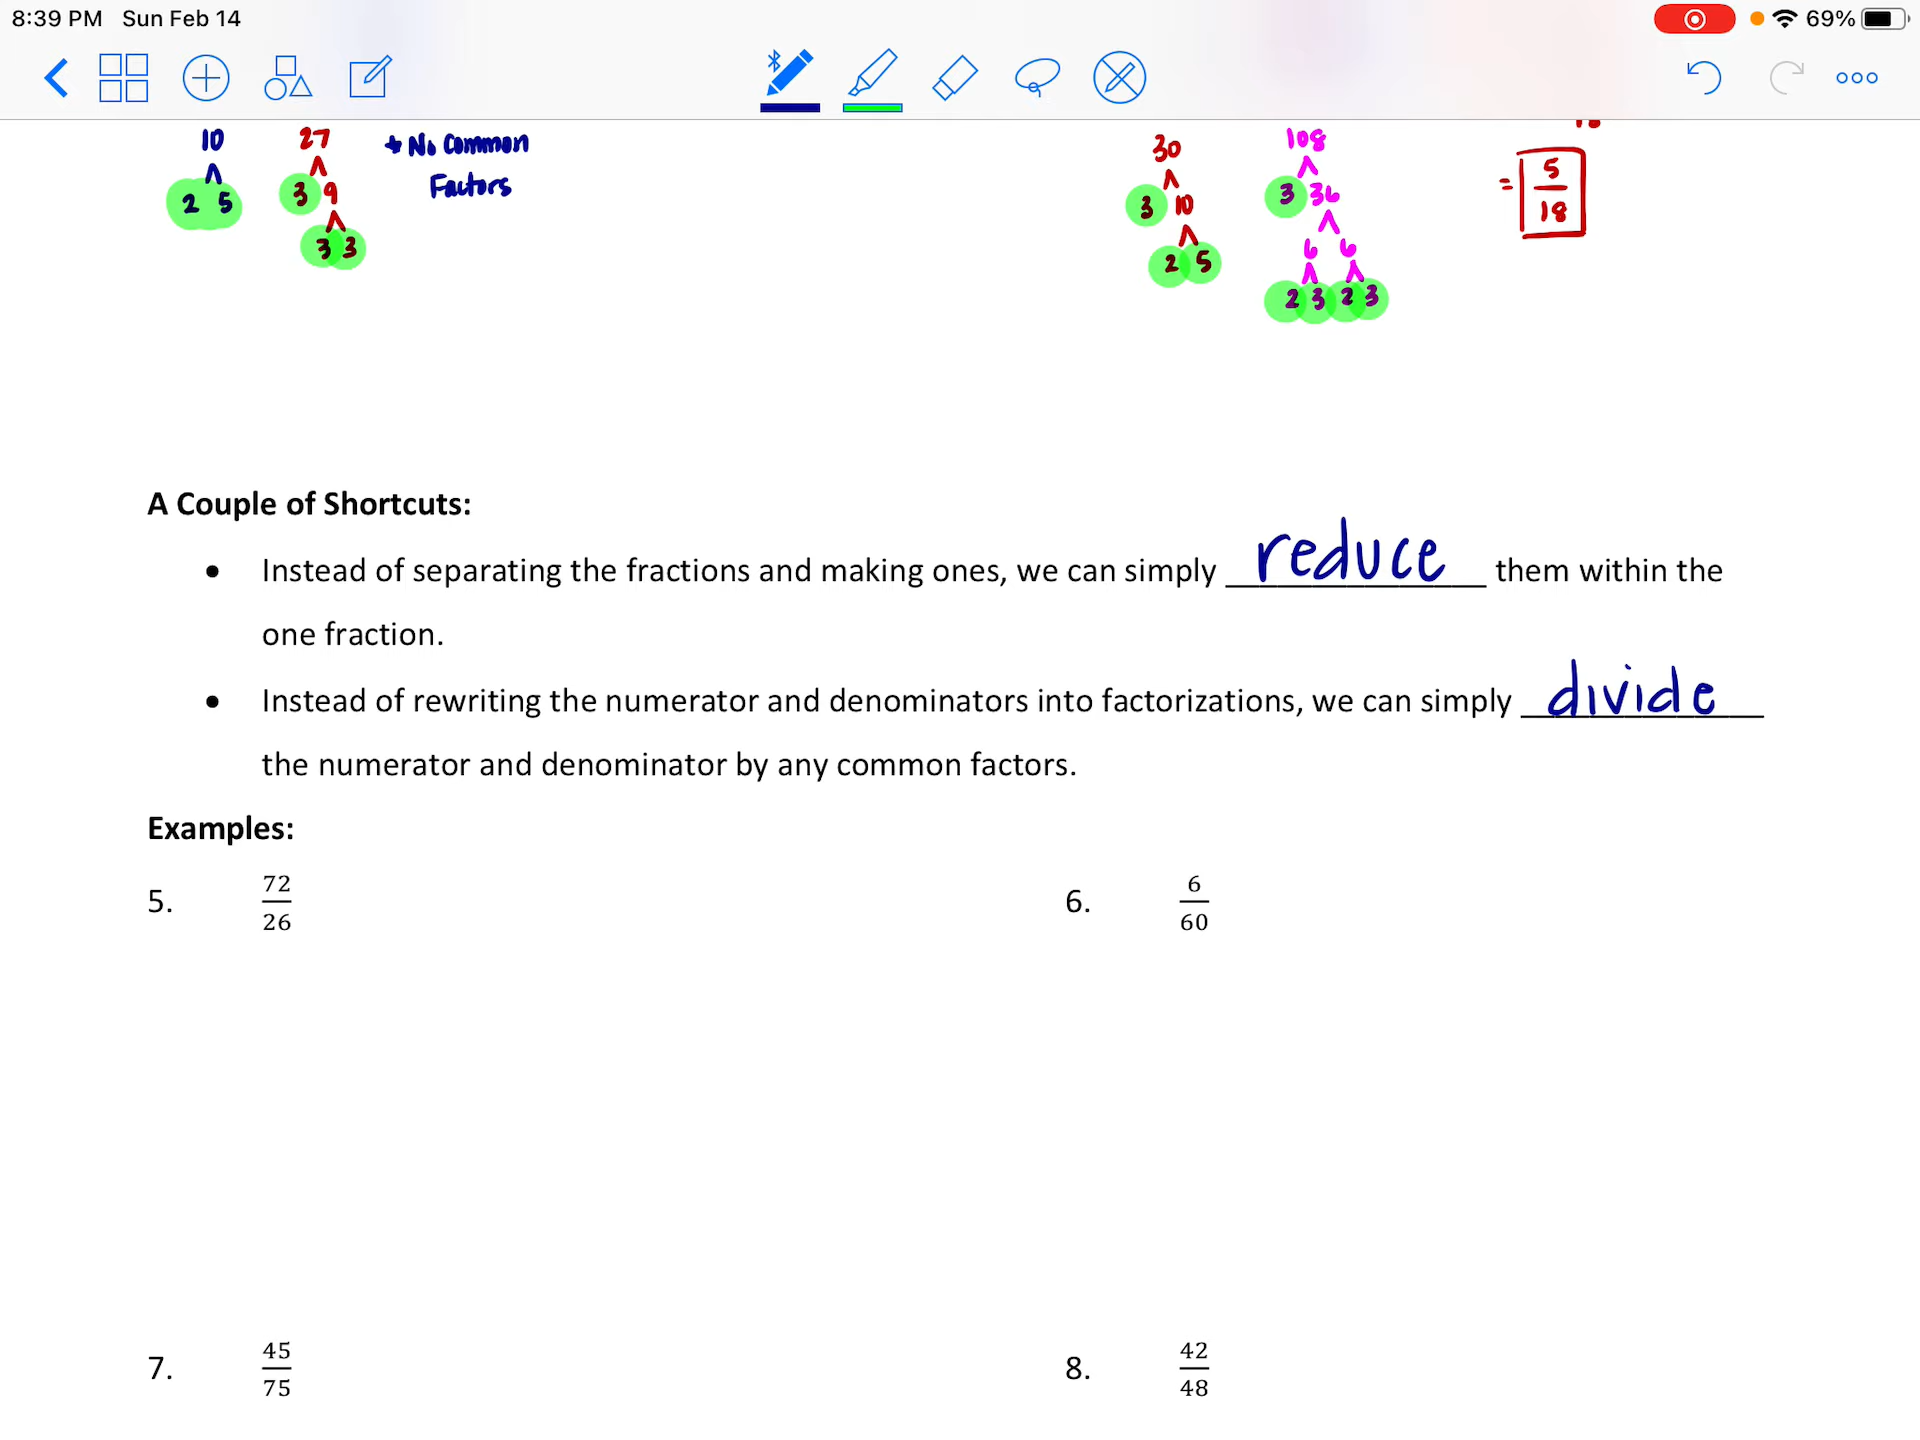 8:39 PM Sun Feb 14
69%
10 27 * No Common
Factors
2 5 3 9
3 3
30 108
3 10 3 36
2 5 6 6
2 3 2 3
= 5
18
A Couple of Shortcuts:
• Instead of separating the fractions and making ones, we can simply reduce them within the
one fraction.
• Instead of rewriting the numerator and denominators into factorizations, we can simply divide
the numerator and denominator by any common factors.
Examples:
5. 72/26 6. 6/60
7. 45/75 8. 42/48